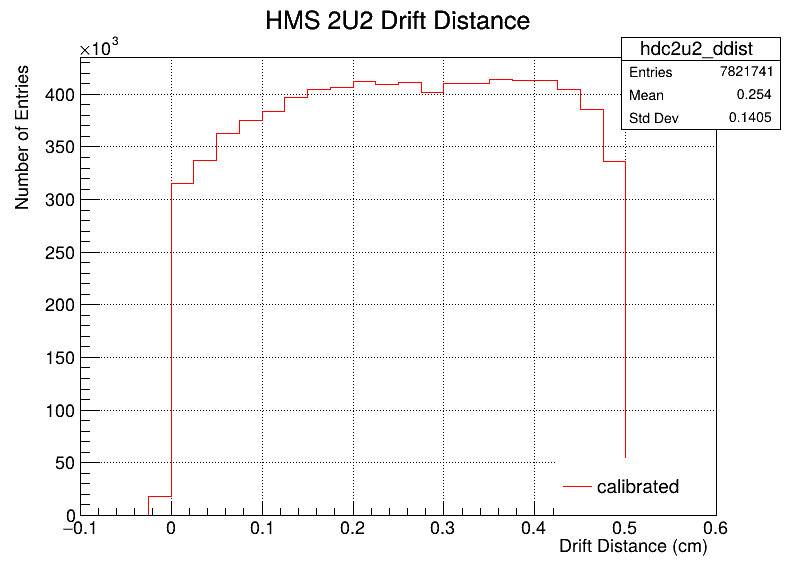 HMS 2U2 Drift Distance
×10³
hdc2u2_ddist
Entries 7821741
Mean 0.254
Std Dev 0.1405
Number of Entries
400
350
300
250
200
150
100
50
0
calibrated
−0.1 0 0.1 0.2 0.3 0.4 0.5 0.6
Drift Distance (cm)